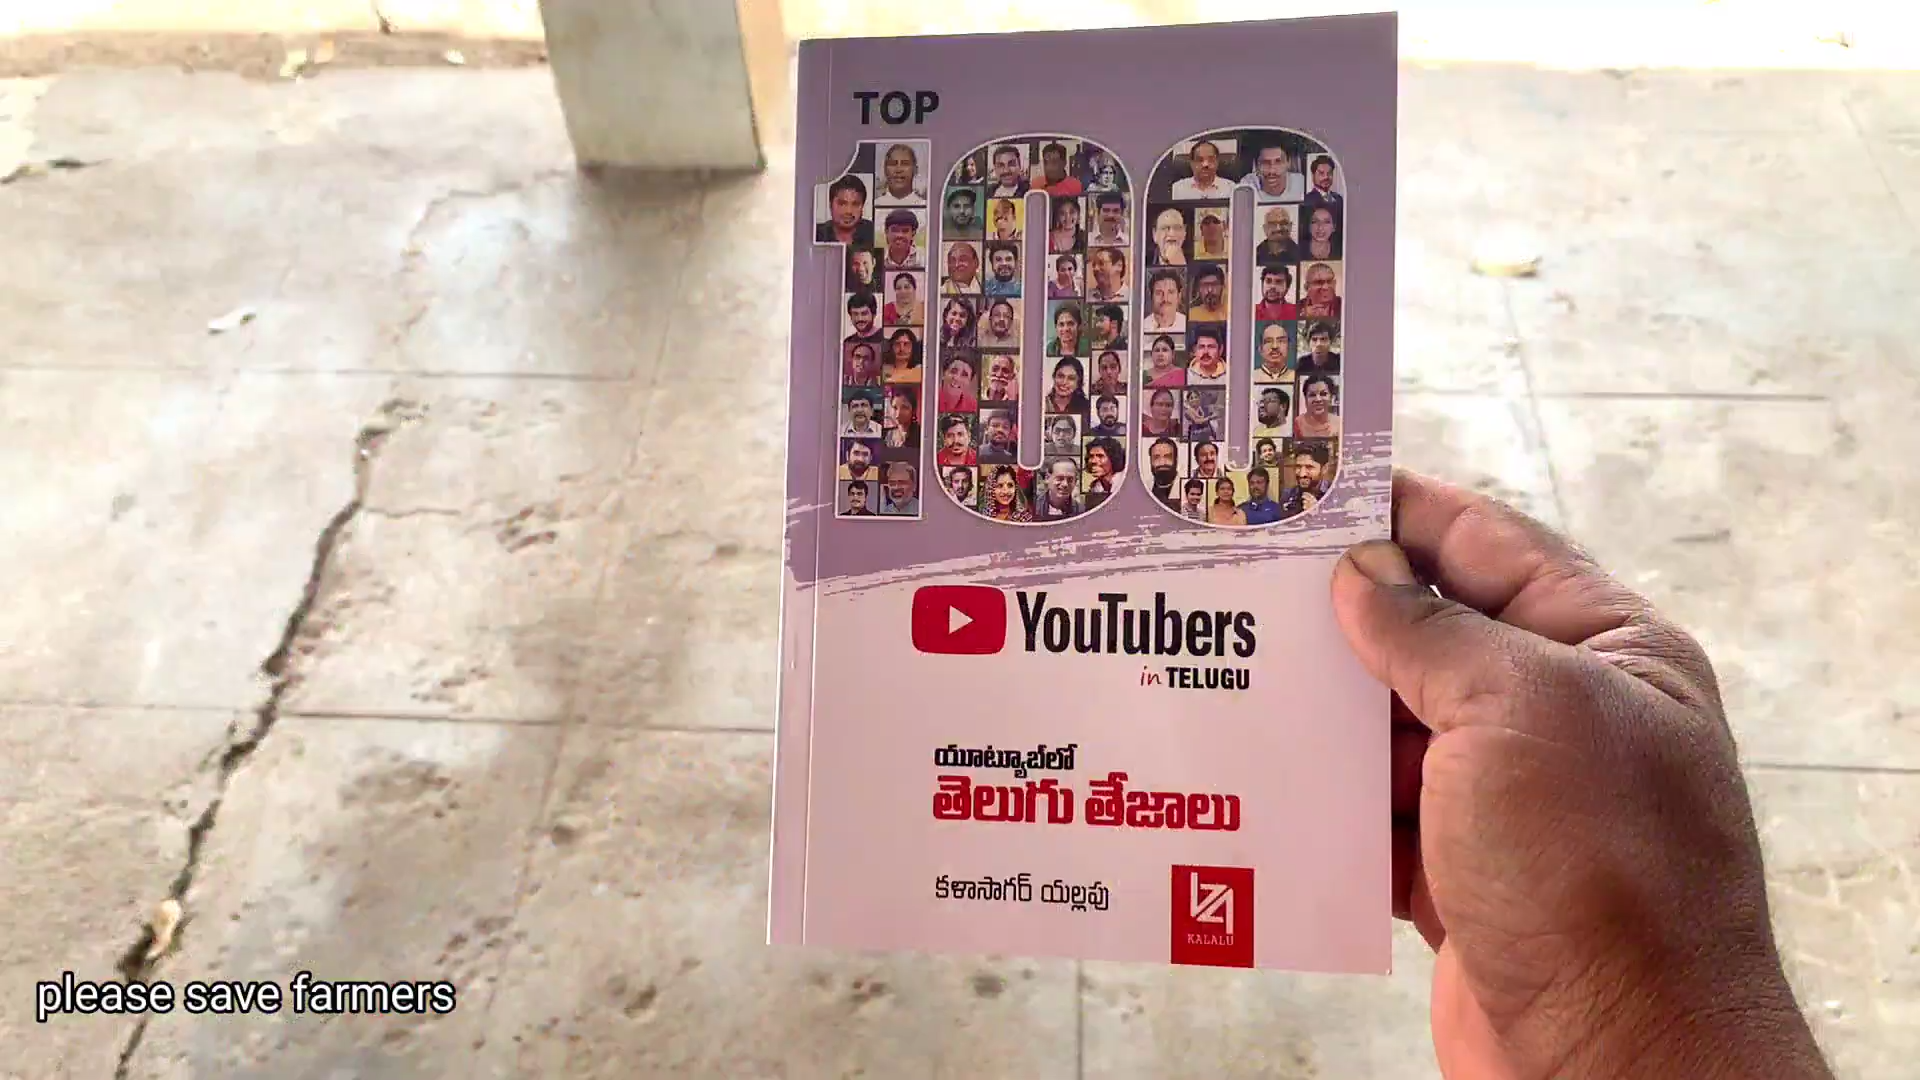 TOP
100
YouTubers
in TELUGU
యూట్యూబ్‌లో
తెలుగు తేజాలు
కళాసాగర్ యల్లపు
KALALU
please save farmers